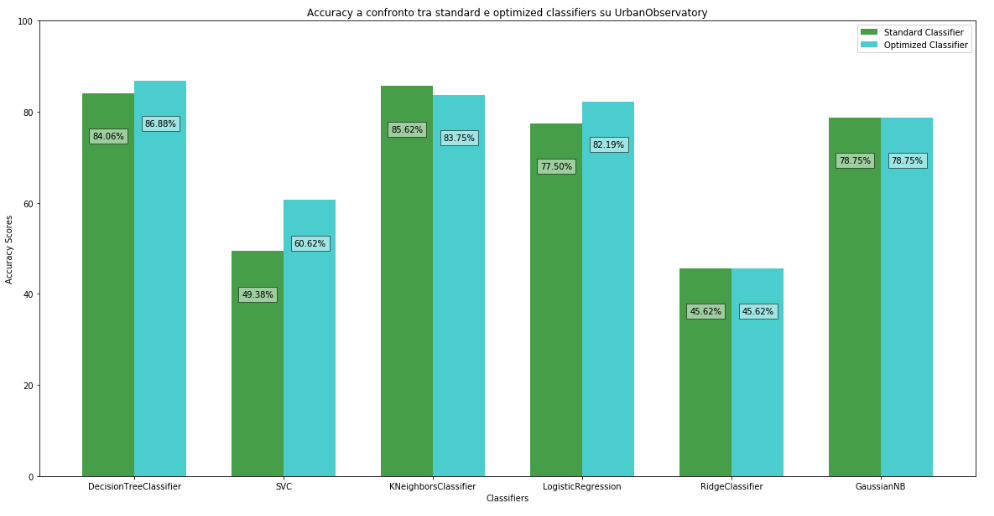 Accuracy a confronto tra standard e optimized classifiers su UrbanObservatory
Standard Classifier
Optimized Classifier
100
80
60
40
20
0
Accuracy Scores
84.06%
86.88%
49.38%
60.62%
85.62%
83.75%
77.50%
82.19%
45.62%
45.62%
78.75%
78.75%
DecisionTreeClassifier
SVC
KNeighborsClassifier
LogisticRegression
RidgeClassifier
GaussianNB
Classifiers